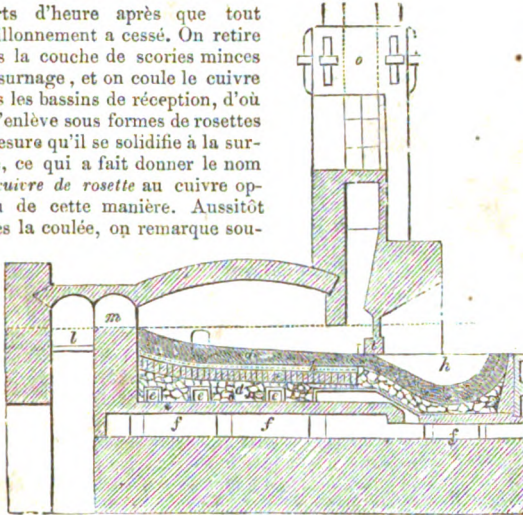 rts d'heure après que tout
llonnement a cessé. On retire
s la couche de scories minces
surnage, et on coule le cuivre
s les bassins de réception, d'où
l'enlève sous formes de rosettes
esure qu'il se solidifie à la sur-
, ce qui a fait donner le nom
cuivre de rosette au cuivre op-
u de cette manière. Aussitôt
ès la coulée, on remarque sou-
o
m
l
i
h
a
b
c c d c
f f f